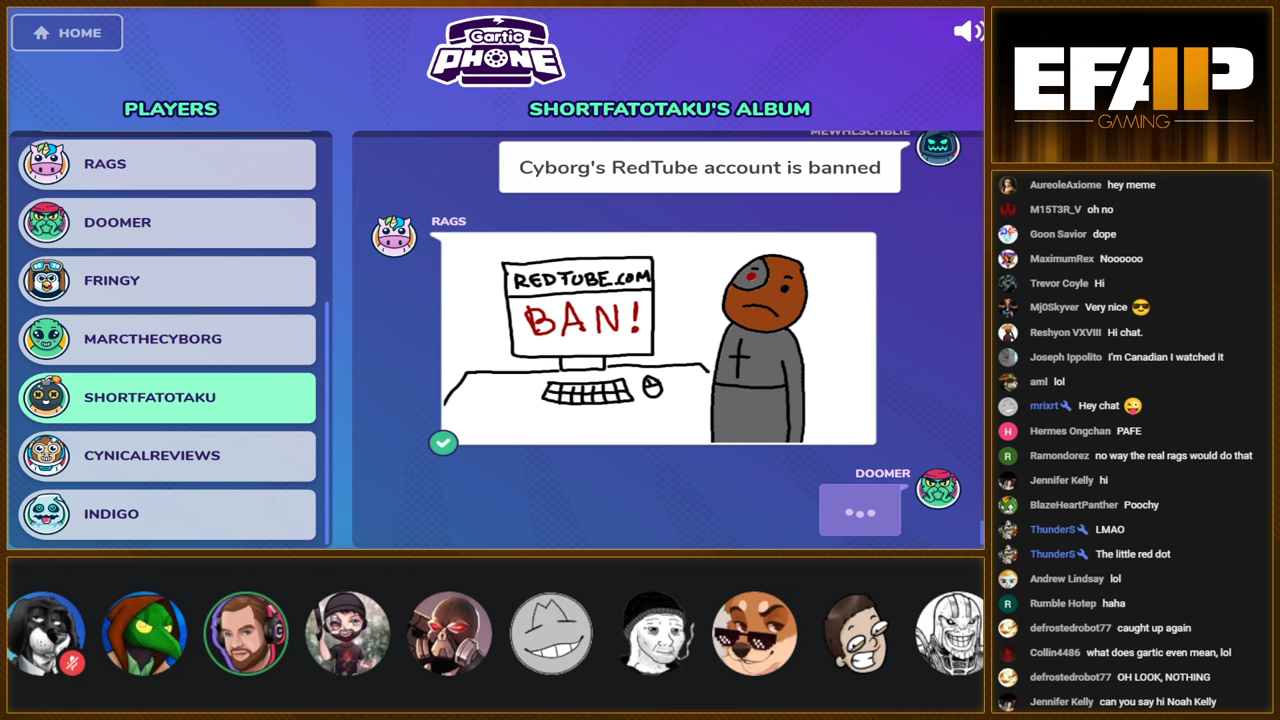 HOME
Gartic
PHONE
PLAYERS
RAGS
DOOMER
FRINGY
MARCTHECYBORG
SHORTFATOTAKU
CYNICALREVIEWS
INDIGO
SHORTFATOTAKU'S ALBUM
MEWHLSCHBLIE
Cyborg's RedTube account is banned
RAGS
REDTUBE.COM
BAN!
DOOMER
EFAP
GAMING
AureoleAxiome hey meme
M15T3R_V oh no
Goon Savior dope
MaximumRex Noooooo
Trevor Coyle Hi
Mj0Skyver Very nice 😎
Reshyon VXVIII Hi chat.
Joseph Ippolito I'm Canadian I watched it
aml lol
mrixrt Hey chat 😜
H Hermes Ongchan PAFE
R Ramondorez no way the real rags would do that
Jennifer Kelly hi
BlazeHeartPanther Poochy
ThunderS LMAO
ThunderS The little red dot
Andrew Lindsay lol
R Rumble Hotep haha
defrostedrobot77 caught up again
Collin4486 what does gartic even mean, lol
defrostedrobot77 OH LOOK, NOTHING
Jennifer Kelly can you say hi Noah Kelly